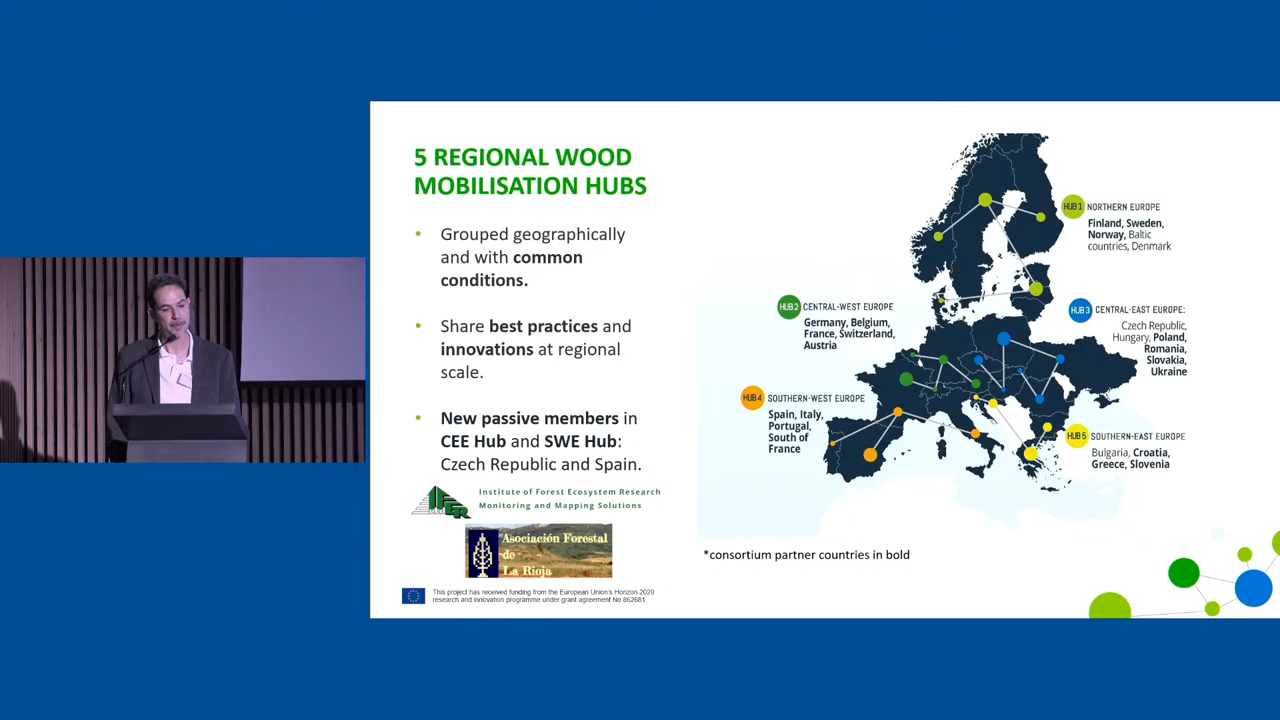 5 REGIONAL WOOD
MOBILISATION HUBS
Grouped geographically
and with common
conditions.
Share best practices and
innovations at regional
scale.
New passive members in
CEE Hub and SWE Hub:
Czech Republic and Spain.
IFER
Institute of Forest Ecosystem Research
Monitoring and Mapping Solutions
Asociación Forestal
de
La Rioja
This project has received funding from the European Union's Horizon 2020
research and innovation programme under grant agreement No 862681.
HUB 1 NORTHERN EUROPE
Finland, Sweden,
Norway, Baltic
countries, Denmark
HUB 2 CENTRAL-WEST EUROPE
Germany, Belgium,
France, Switzerland,
Austria
HUB 3 CENTRAL-EAST EUROPE:
Czech Republic,
Hungary, Poland,
Romania,
Slovakia,
Ukraine
HUB 4 SOUTHERN-WEST EUROPE
Spain, Italy,
Portugal,
South of
France
HUB 5 SOUTHERN-EAST EUROPE
Bulgaria, Croatia,
Greece, Slovenia
*consortium partner countries in bold